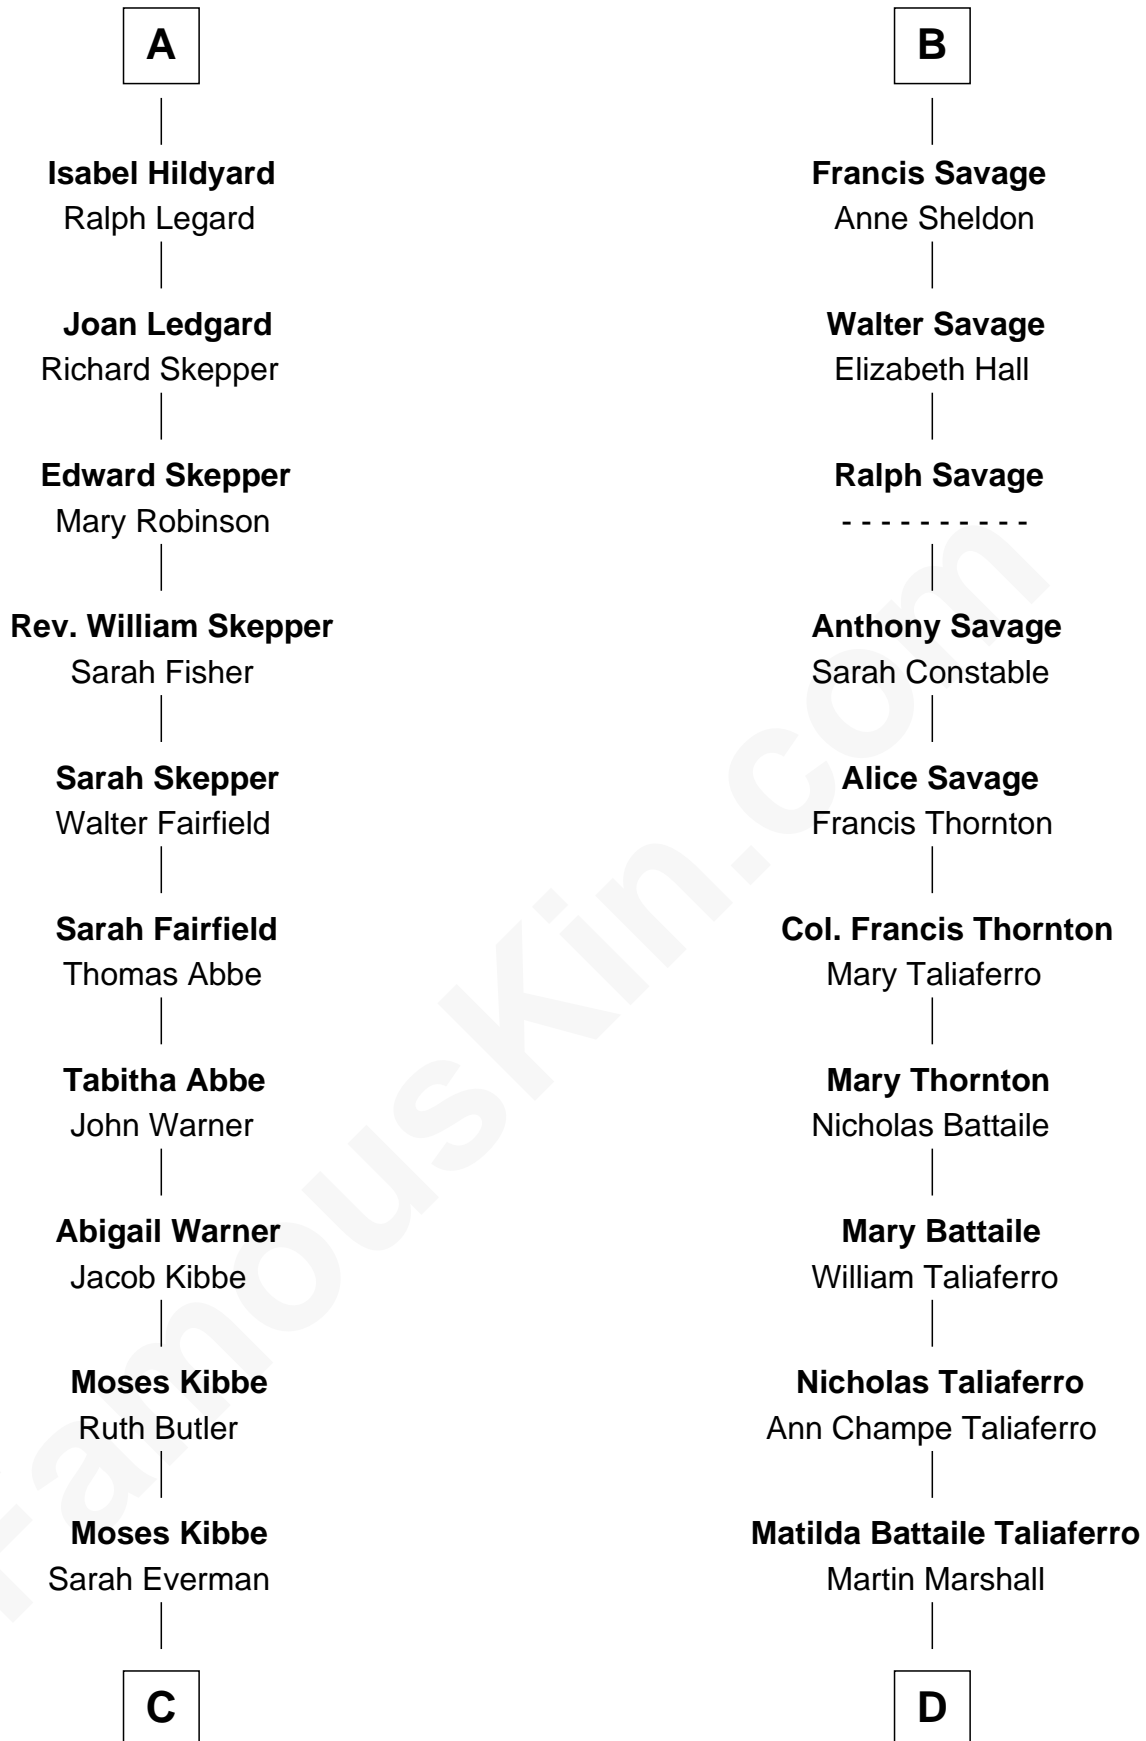 A
Isabel Hildyard
Ralph Legard
Joan Ledgard
Richard Skepper
Edward Skepper
Mary Robinson
Rev. William Skepper
Sarah Fisher
Sarah Skepper
Walter Fairfield
Sarah Fairfield
Thomas Abbe
Tabitha Abbe
John Warner
Abigail Warner
Jacob Kibbe
Moses Kibbe
Ruth Butler
Moses Kibbe
Sarah Everman
C
B
Francis Savage
Anne Sheldon
Walter Savage
Elizabeth Hall
Ralph Savage
- - - - - - - - - -
Anthony Savage
Sarah Constable
Alice Savage
Francis Thornton
Col. Francis Thornton
Mary Taliaferro
Mary Thornton
Nicholas Battaile
Mary Battaile
William Taliaferro
Nicholas Taliaferro
Ann Champe Taliaferro
Matilda Battaile Taliaferro
Martin Marshall
D
FamousKin.com